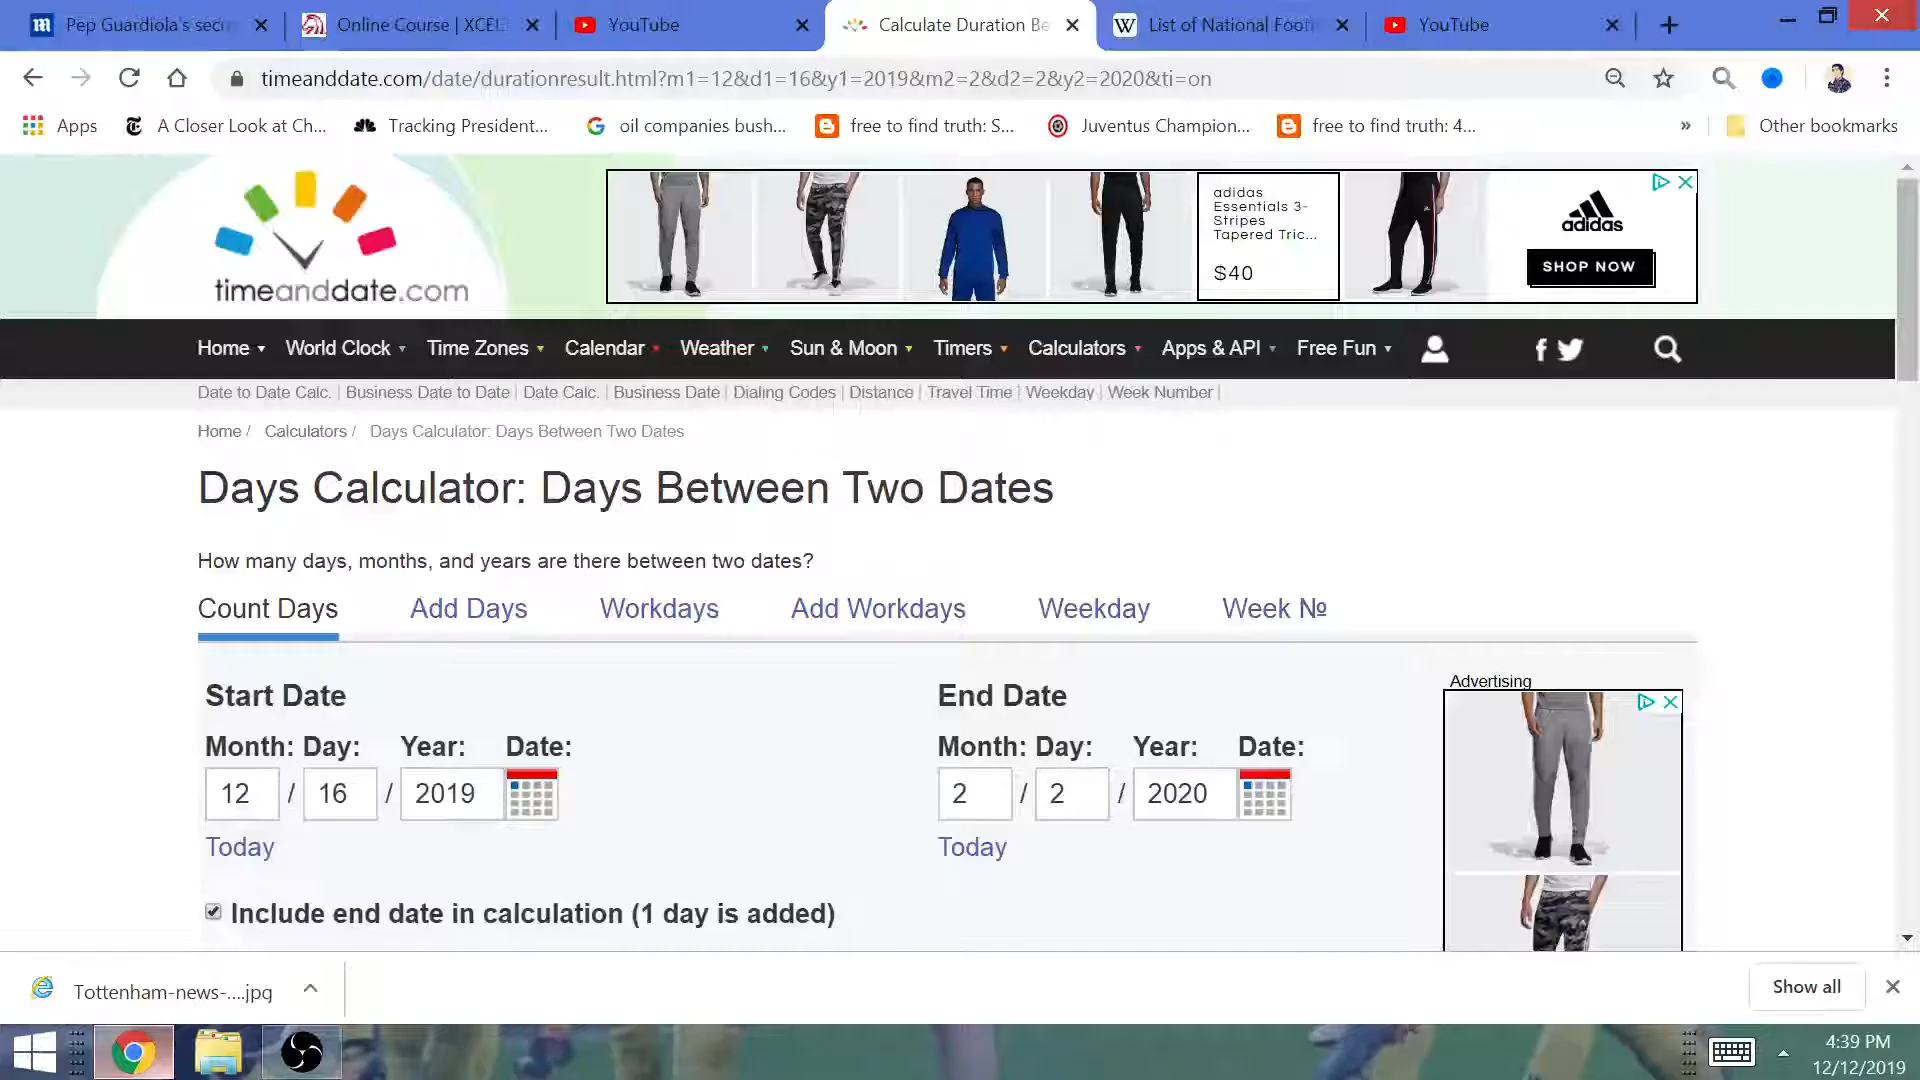 Pep Guardiola's secr
Online Course | XCEL
YouTube
Calculate Duration Be
List of National Footb
YouTube
timeanddate.com/date/durationresult.html?m1=12&d1=16&y1=2019&m2=2&d2=2&y2=2020&ti=on
Apps
A Closer Look at Ch...
Tracking President...
oil companies bush...
free to find truth: S...
Juventus Champion...
free to find truth: 4...
»
Other bookmarks
timeanddate.com
adidas
Essentials 3-
Stripes
Tapered Tric...
$40
adidas
SHOP NOW
Home
World Clock
Time Zones
Calendar
Weather
Sun & Moon
Timers
Calculators
Apps & API
Free Fun
Date to Date Calc. | Business Date to Date | Date Calc. | Business Date | Dialing Codes | Distance | Travel Time | Weekday | Week Number |
Home / Calculators / Days Calculator: Days Between Two Dates
Days Calculator: Days Between Two Dates
How many days, months, and years are there between two dates?
Count Days
Add Days
Workdays
Add Workdays
Weekday
Week №
Start Date
Month: Day: Year: Date:
12 / 16 / 2019
Today
End Date
Month: Day: Year: Date:
2 / 2 / 2020
Today
Include end date in calculation (1 day is added)
Advertising
Tottenham-news-....jpg
Show all
4:39 PM
12/12/2019